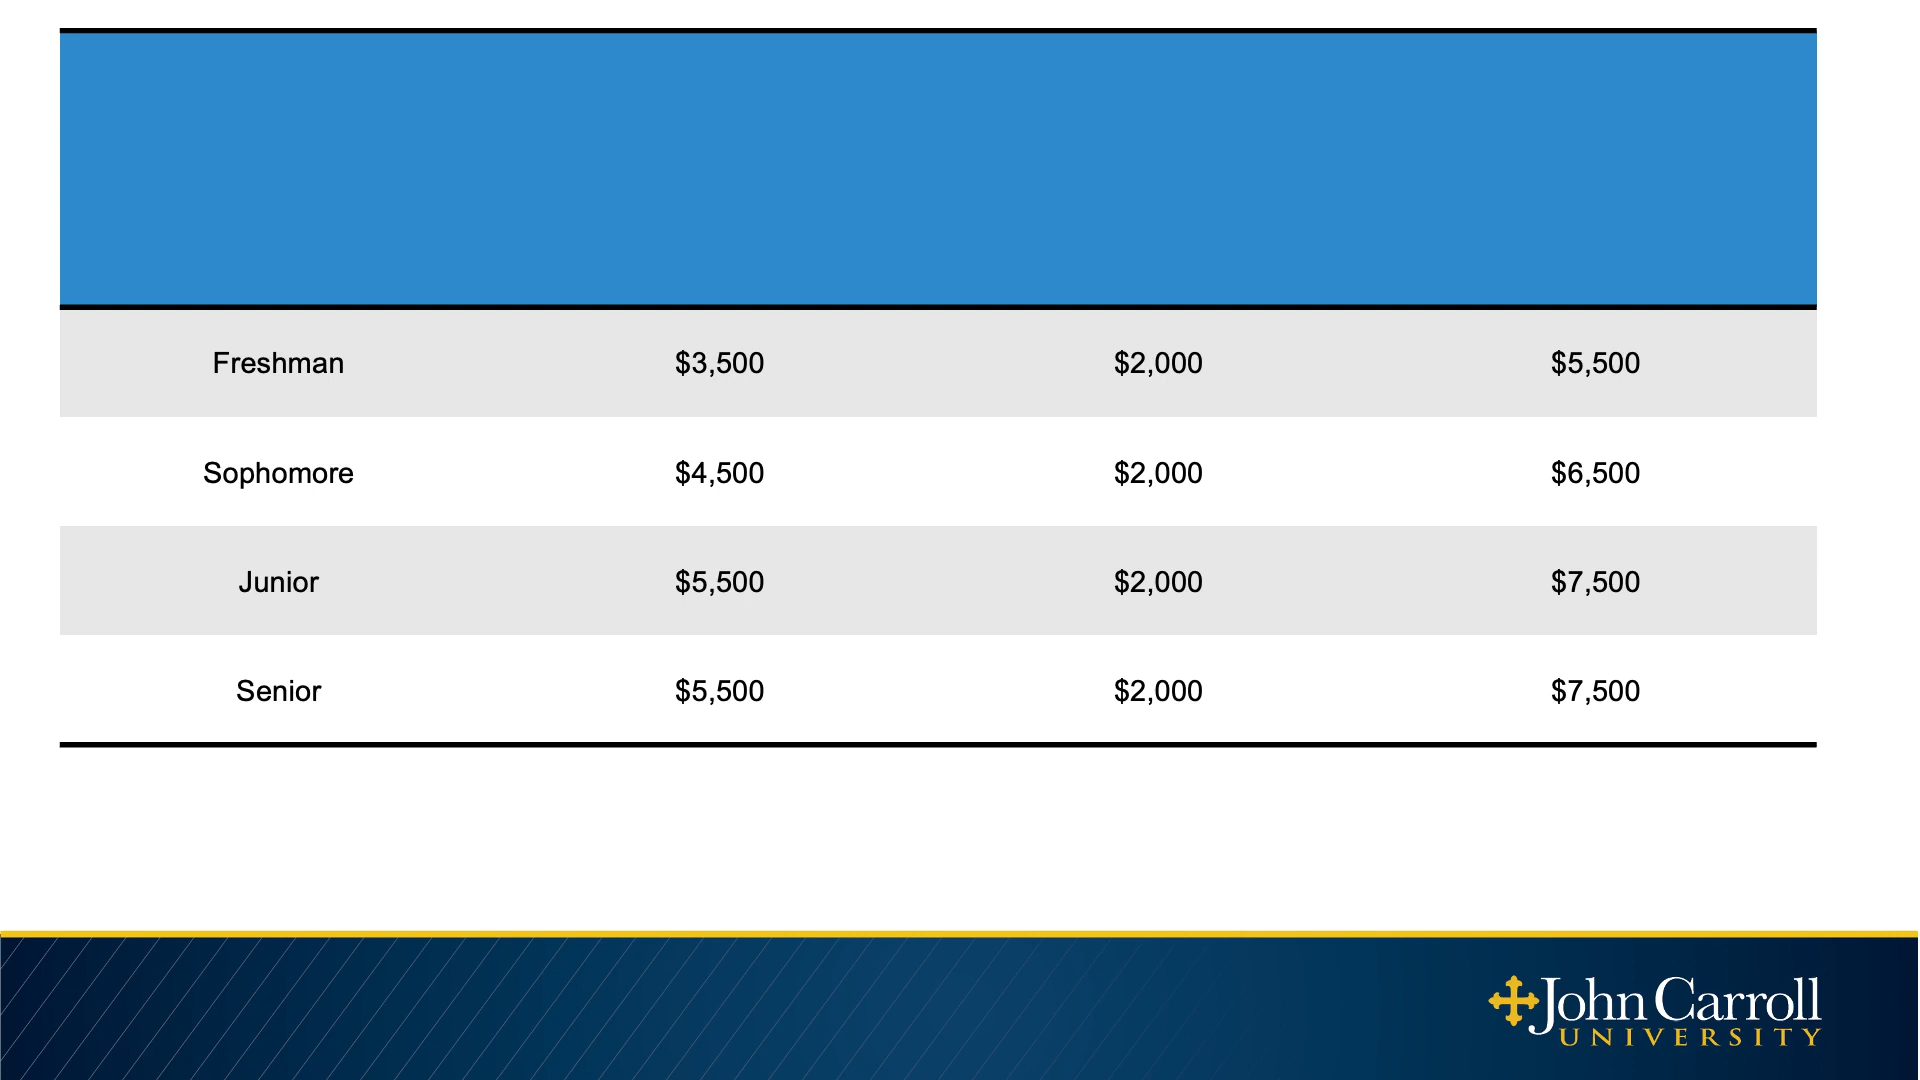 Freshman $3,500 $2,000 $5,500
Sophomore $4,500 $2,000 $6,500
Junior $5,500 $2,000 $7,500
Senior $5,500 $2,000 $7,500
John Carroll
UNIVERSITY